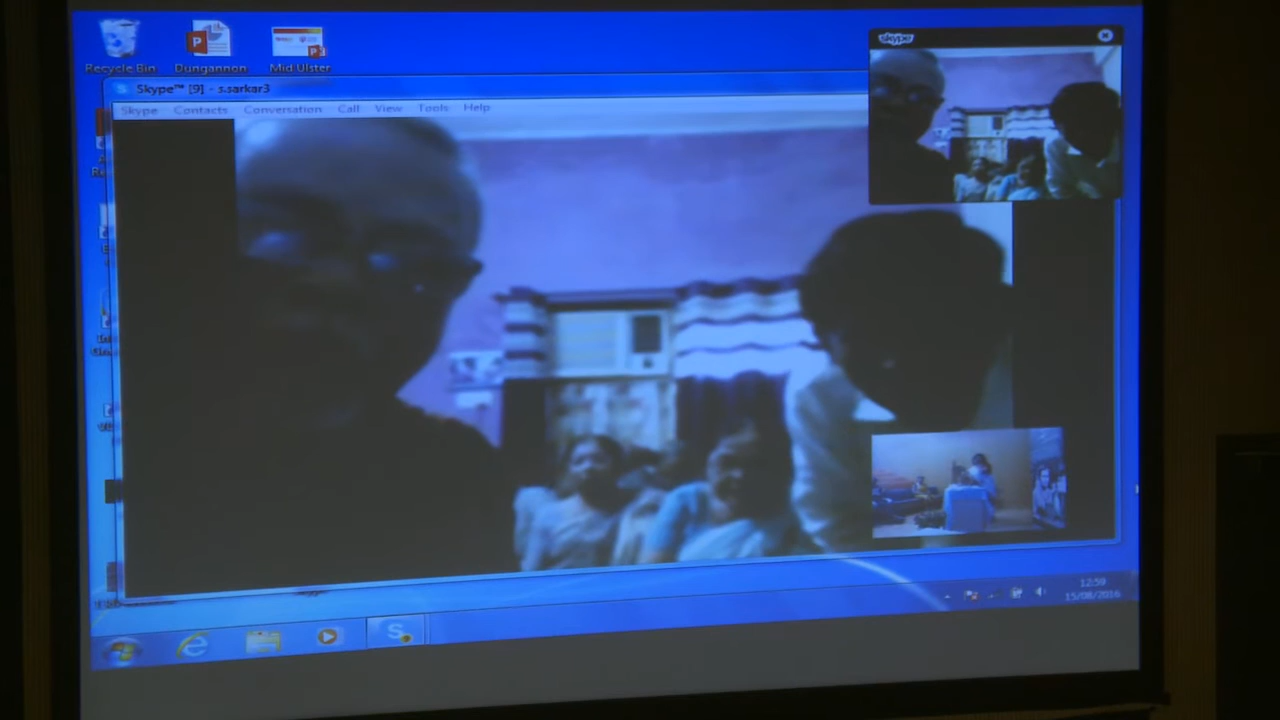 Recycle Bin
Dungannon
Mid Ulster
Skype™ [9] - s.sarkar3
Skype Contacts Conversation Call View Tools Help
skype
12:59
15/08/2016